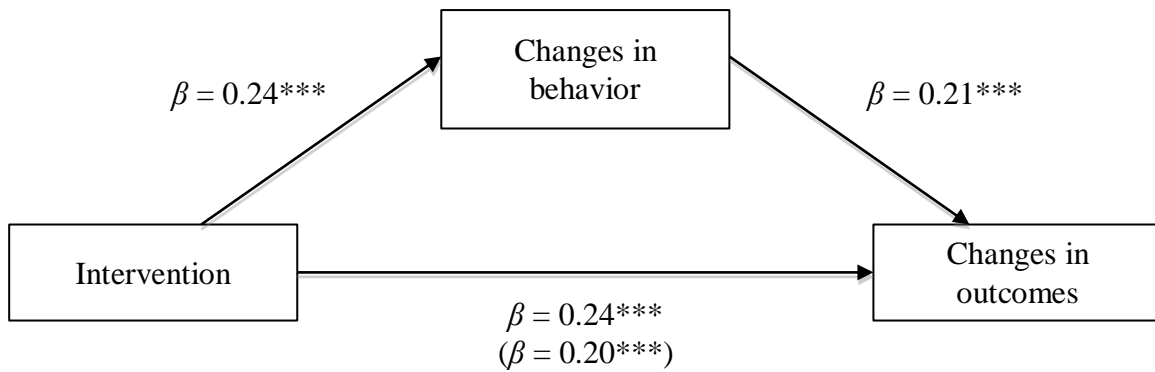 Changes in
behavior
β = 0.24***
β = 0.21***
Intervention
Changes in
outcomes
β = 0.24***
(β = 0.20***)